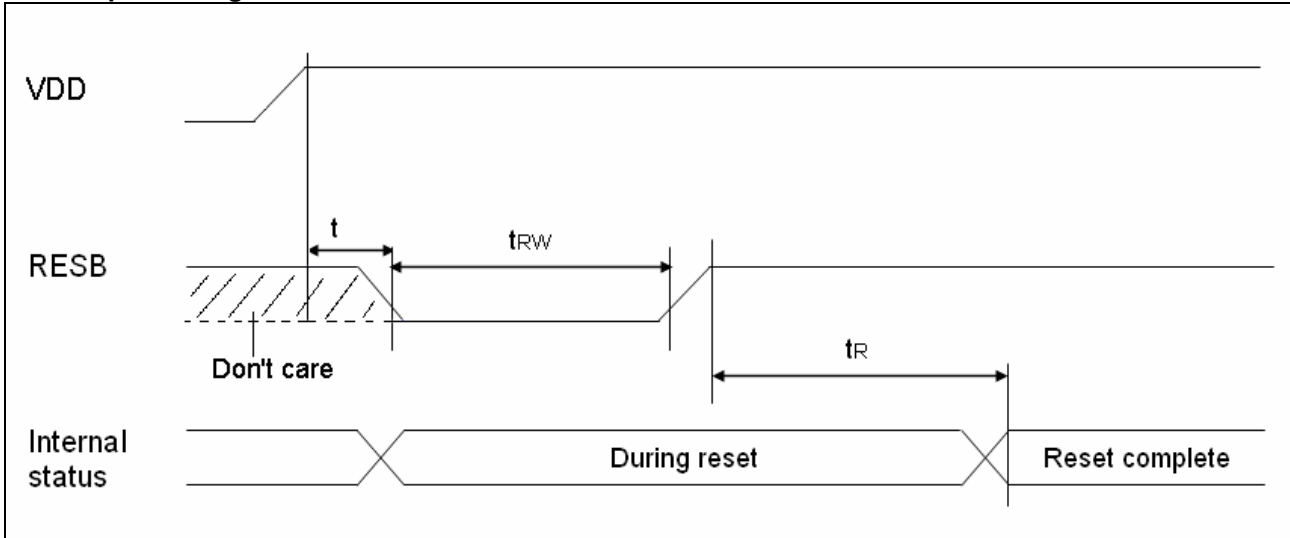 VDD
t
tRW
RESB
Don't care
tR
Internal
status
During reset
Reset complete